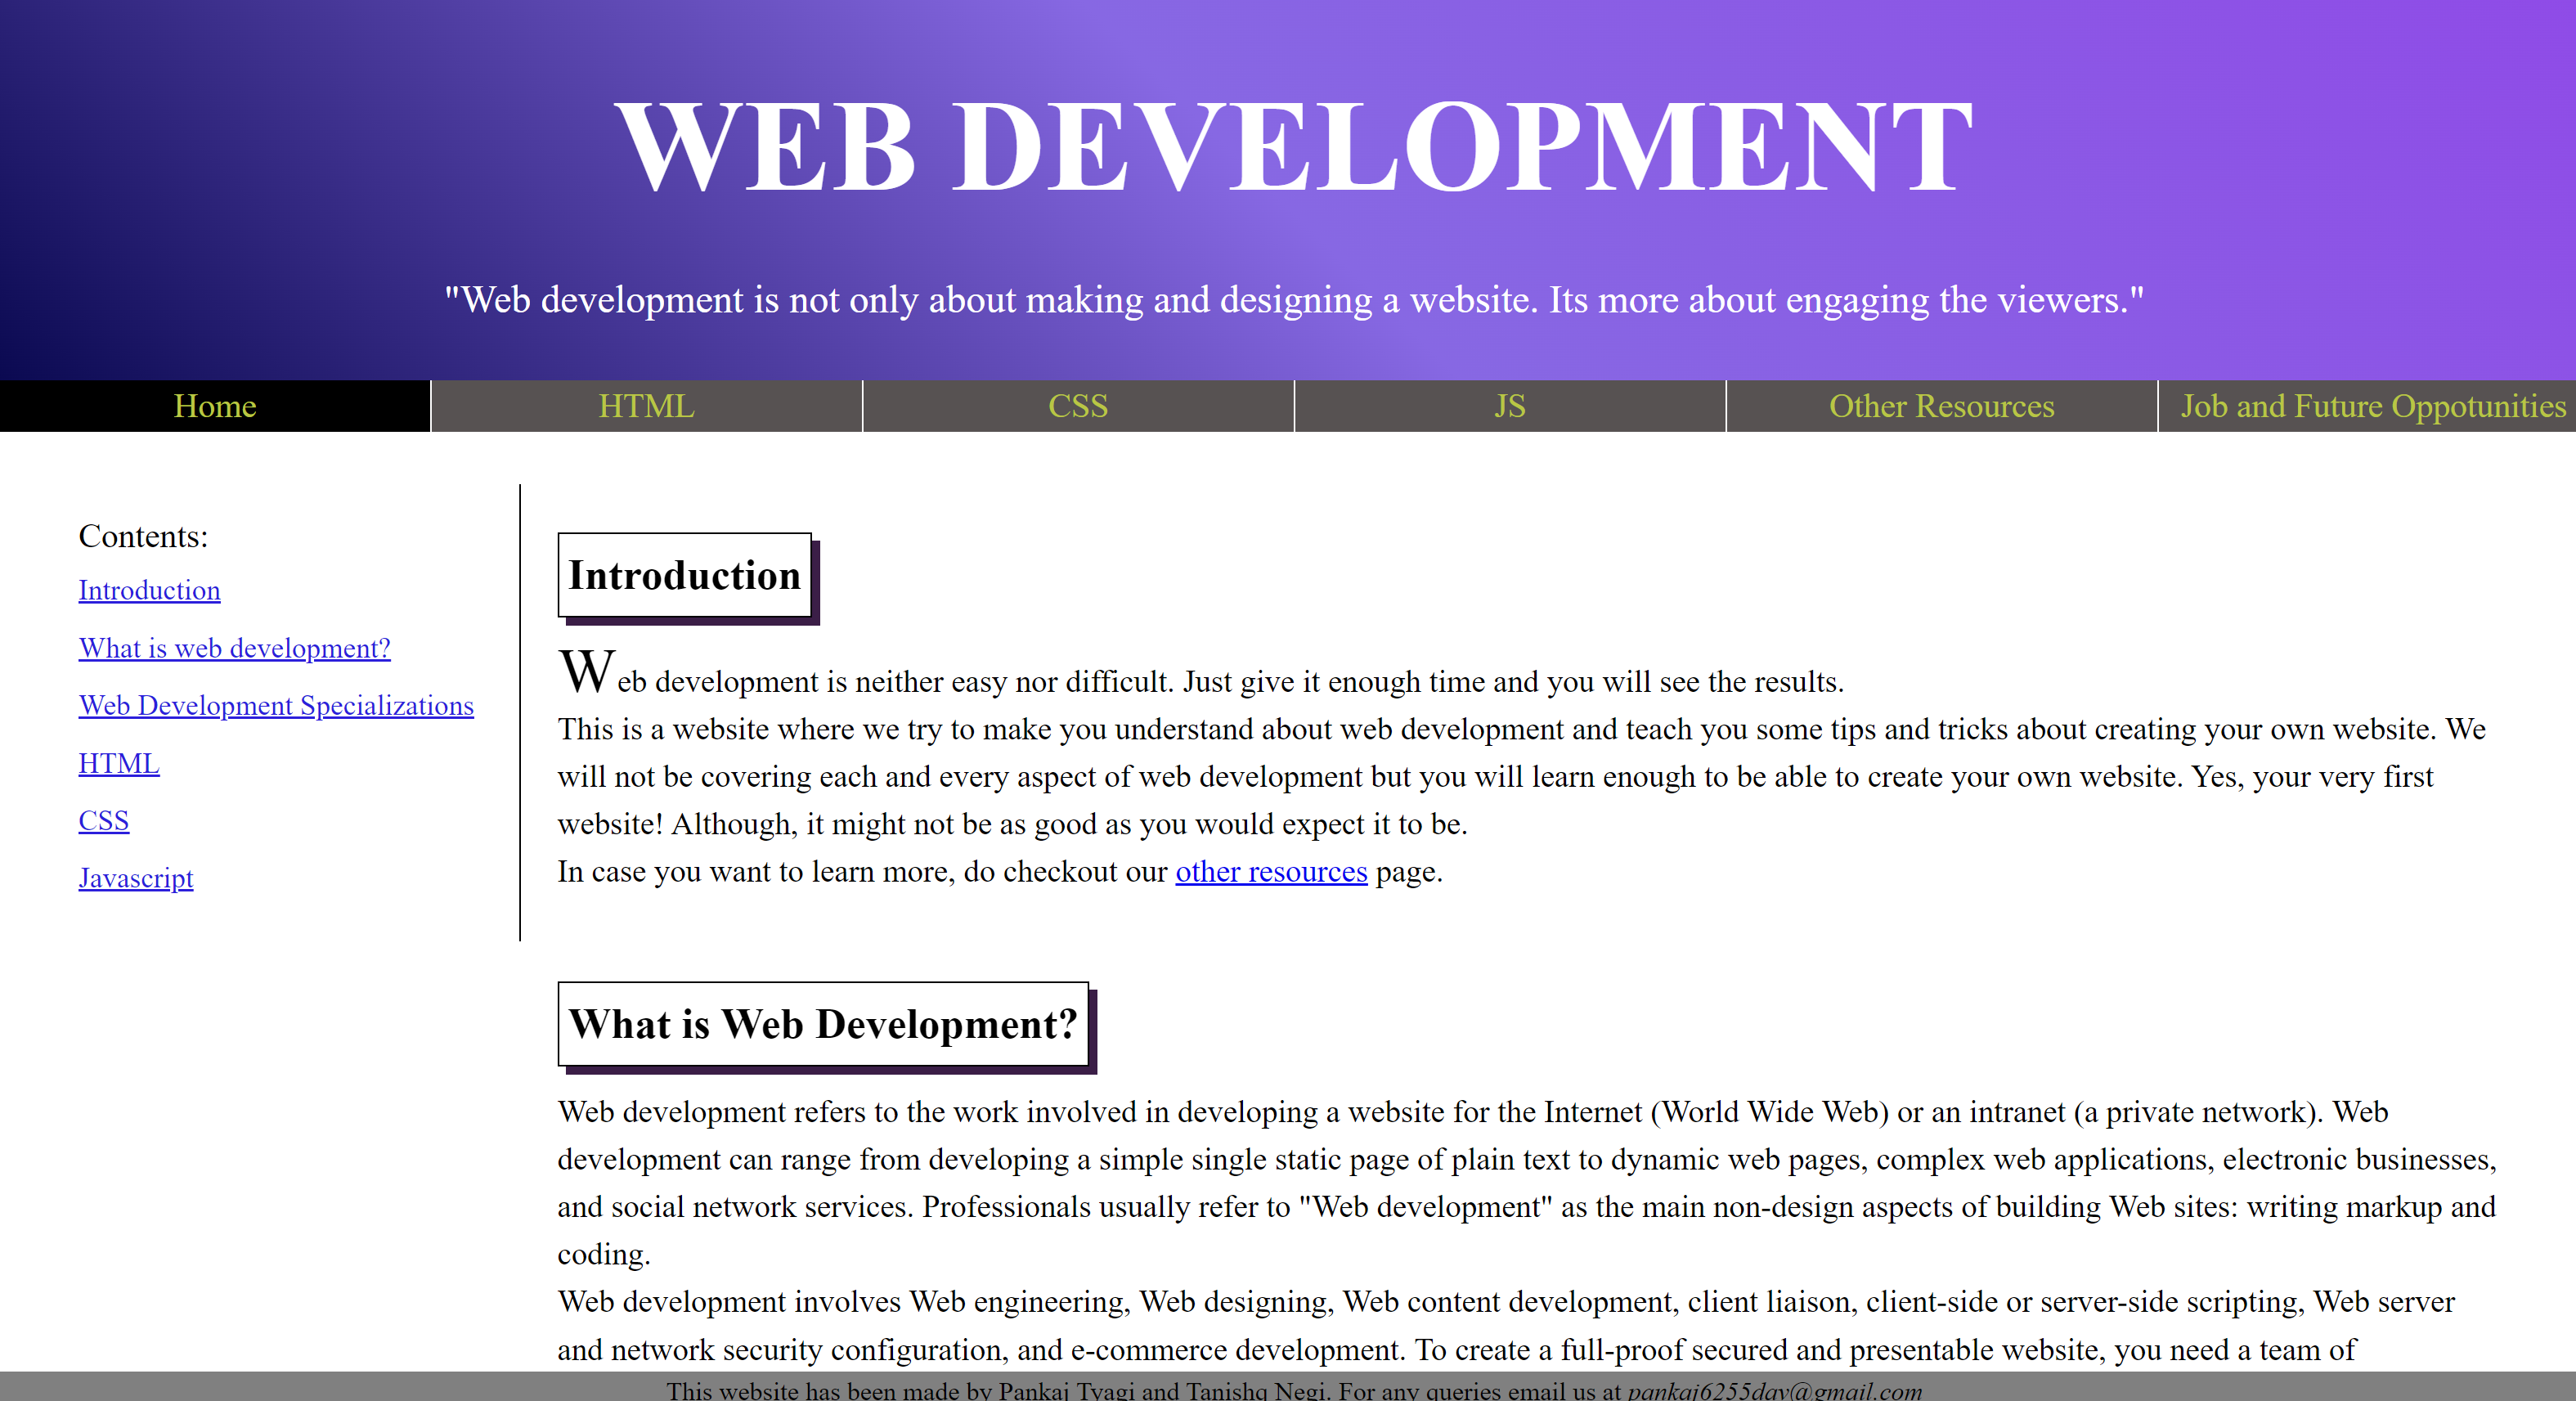 WEB DEVELOPMENT
"Web development is not only about making and designing a website. Its more about engaging the viewers."
Home
HTML
CSS
JS
Other Resources
Job and Future Oppotunities
Contents:
Introduction
What is web development?
Web Development Specializations
HTML
CSS
Javascript
Introduction
Web development is neither easy nor difficult. Just give it enough time and you will see the results.
This is a website where we try to make you understand about web development and teach you some tips and tricks about creating your own website. We
will not be covering each and every aspect of web development but you will learn enough to be able to create your own website. Yes, your very first
website! Although, it might not be as good as you would expect it to be.
In case you want to learn more, do checkout our other resources page.
What is Web Development?
Web development refers to the work involved in developing a website for the Internet (World Wide Web) or an intranet (a private network). Web
development can range from developing a simple single static page of plain text to dynamic web pages, complex web applications, electronic businesses,
and social network services. Professionals usually refer to "Web development" as the main non-design aspects of building Web sites: writing markup and
coding.
Web development involves Web engineering, Web designing, Web content development, client liaison, client-side or server-side scripting, Web server
and network security configuration, and e-commerce development. To create a full-proof secured and presentable website, you need a team of
This website has been made by Pankaj Tyagi and Tanishq Negi. For any queries email us at pankaj6255dav@gmail.com